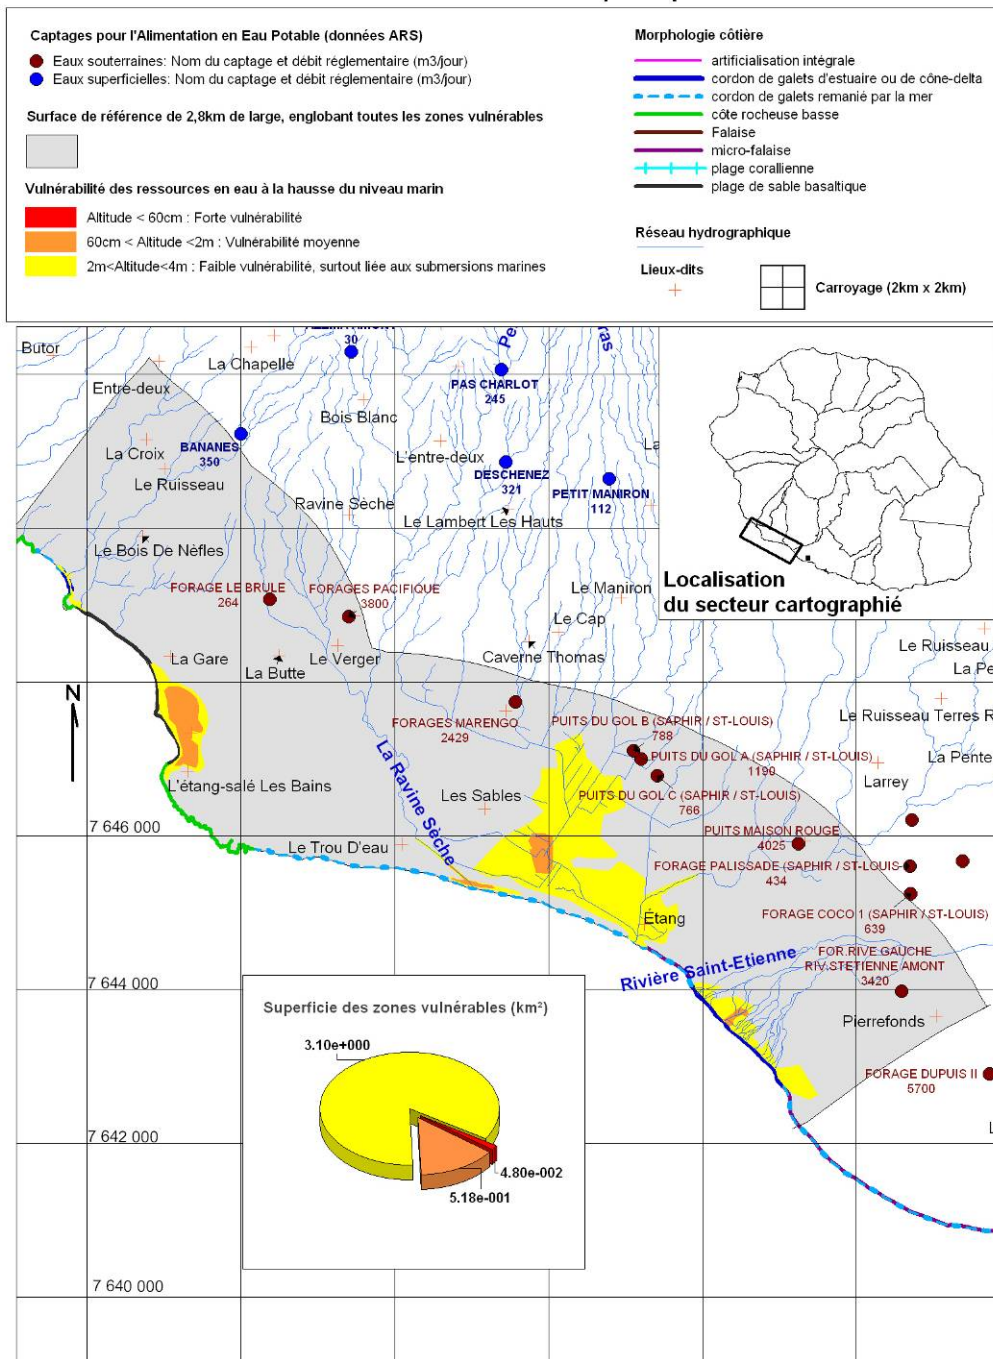 Captages pour l'Alimentation en Eau Potable (données ARS)
Eaux souterraines: Nom du captage et débit réglementaire (m3/jour)
Eaux superficielles: Nom du captage et débit réglementaire (m3/jour)
Surface de référence de 2,8km de large, englobant toutes les zones vulnérables
Vulnérabilité des ressources en eau à la hausse du niveau marin
Altitude < 60cm : Forte vulnérabilité
60cm < Altitude <2m : Vulnérabilité moyenne
2m<Altitude<4m : Faible vulnérabilité, surtout liée aux submersions marines
Morphologie côtière
artificialisation intégrale
cordon de galets d'estuaire ou de cône-delta
cordon de galets remanié par la mer
côte rocheuse basse
Falaise
micro-falaise
plage corallienne
plage de sable basaltique
Réseau hydrographique
Lieux-dits
Carroyage (2km x 2km)
Butor
30
La Chapelle
Entre-deux
PAS CHARLOT
245
Bois Blanc
BANANES
350
La Croix
Le Ruisseau
L'entre-deux
DESCHENEZ
321
PETIT MANIRON
112
La
Ravine Sèche
Le Lambert Les Hauts
Le Bois De Nèfles
FORAGE LE BRULE
264
FORAGES PACIFIQUE
3800
Le Maniron
Le Cap
Caverne Thomas
La Gare
La Butte
Le Verger
Localisation
du secteur cartographié
Le Ruisseau
La Pe
N
FORAGES MARENGO
2429
PUITS DU GOL B (SAPHIR / ST-LOUIS)
788
PUITS DU GOL A (SAPHIR / ST-LOUIS)
1190
PUITS DU GOL C (SAPHIR / ST-LOUIS)
766
Le Ruisseau Terres R
La Pente
Larrey
La Ravine Sèche
L'étang-salé Les Bains
Les Sables
7 646 000
Le Trou D'eau
PUITS MAISON ROUGE
4025
FORAGE PALISSADE (SAPHIR / ST-LOUIS
434
FORAGE COCO 1 (SAPHIR / ST-LOUIS)
639
Étang
Rivière Saint-Etienne
FOR.RIVE GAUCHE
RIV.STETIENNE AMONT
3420
7 644 000
Pierrefonds
FORAGE DUPUIS II
5700
Superficie des zones vulnérables (km²)
3.10e+000
4.80e-002
5.18e-001
7 642 000
7 640 000